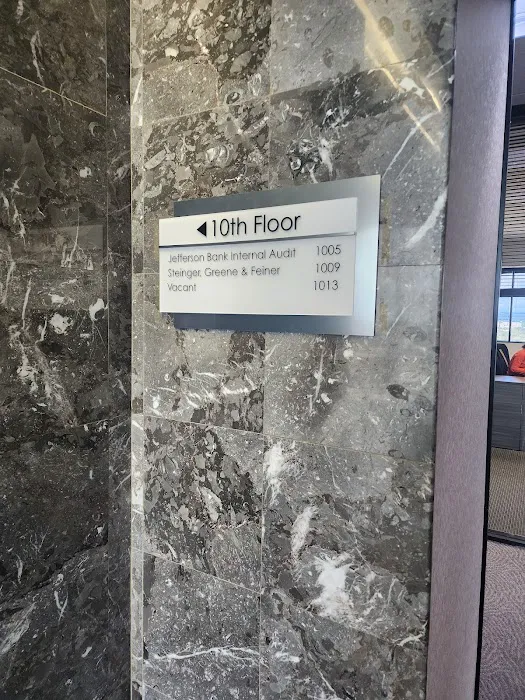 10th Floor
Jefferson Bank Internal Audit 1005
Steinger, Greene & Feiner 1009
Vacant 1013